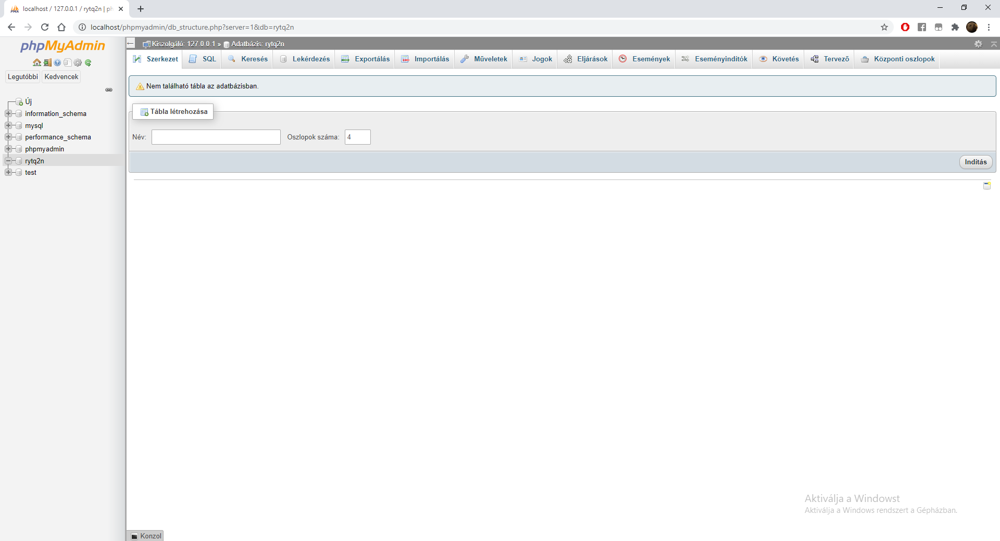 localhost / 127.0.0.1 / rytq2n | ph
localhost/phpmyadmin/db_structure.php?server=1&db=rytq2n
phpMyAdmin
Legutóbbi Kedvencek
Új
information_schema
mysql
performance_schema
phpmyadmin
rytq2n
test
Kiszolgáló: 127.0.0.1 » Adatbázis: rytq2n
Szerkezet SQL Keresés Lekérdezés Exportálás Importálás Műveletek Jogok Eljárások Események Eseményindítók Követés Tervező Központi oszlopok
Nem található tábla az adatbázisban.
Tábla létrehozása
Név: Oszlopok száma: 4
Indítás
Aktiválja a Windowst
Aktiválja a Windows rendszert a Gépházban.
Konzol